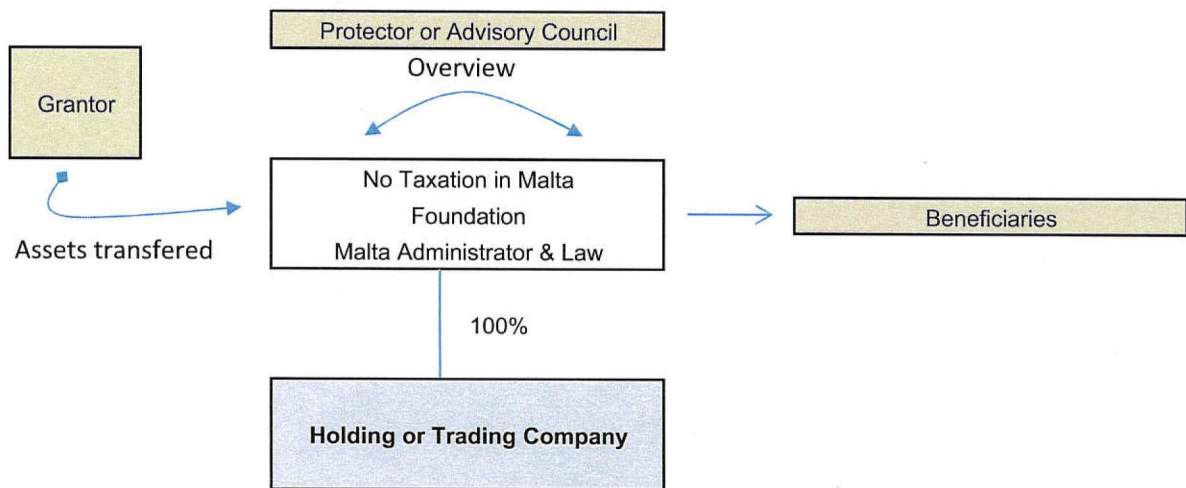 Protector or Advisory Council
Overview
Grantor
No Taxation in Malta
Foundation
Malta Administrator & Law
Assets transfered
Beneficiaries
100%
Holding or Trading Company